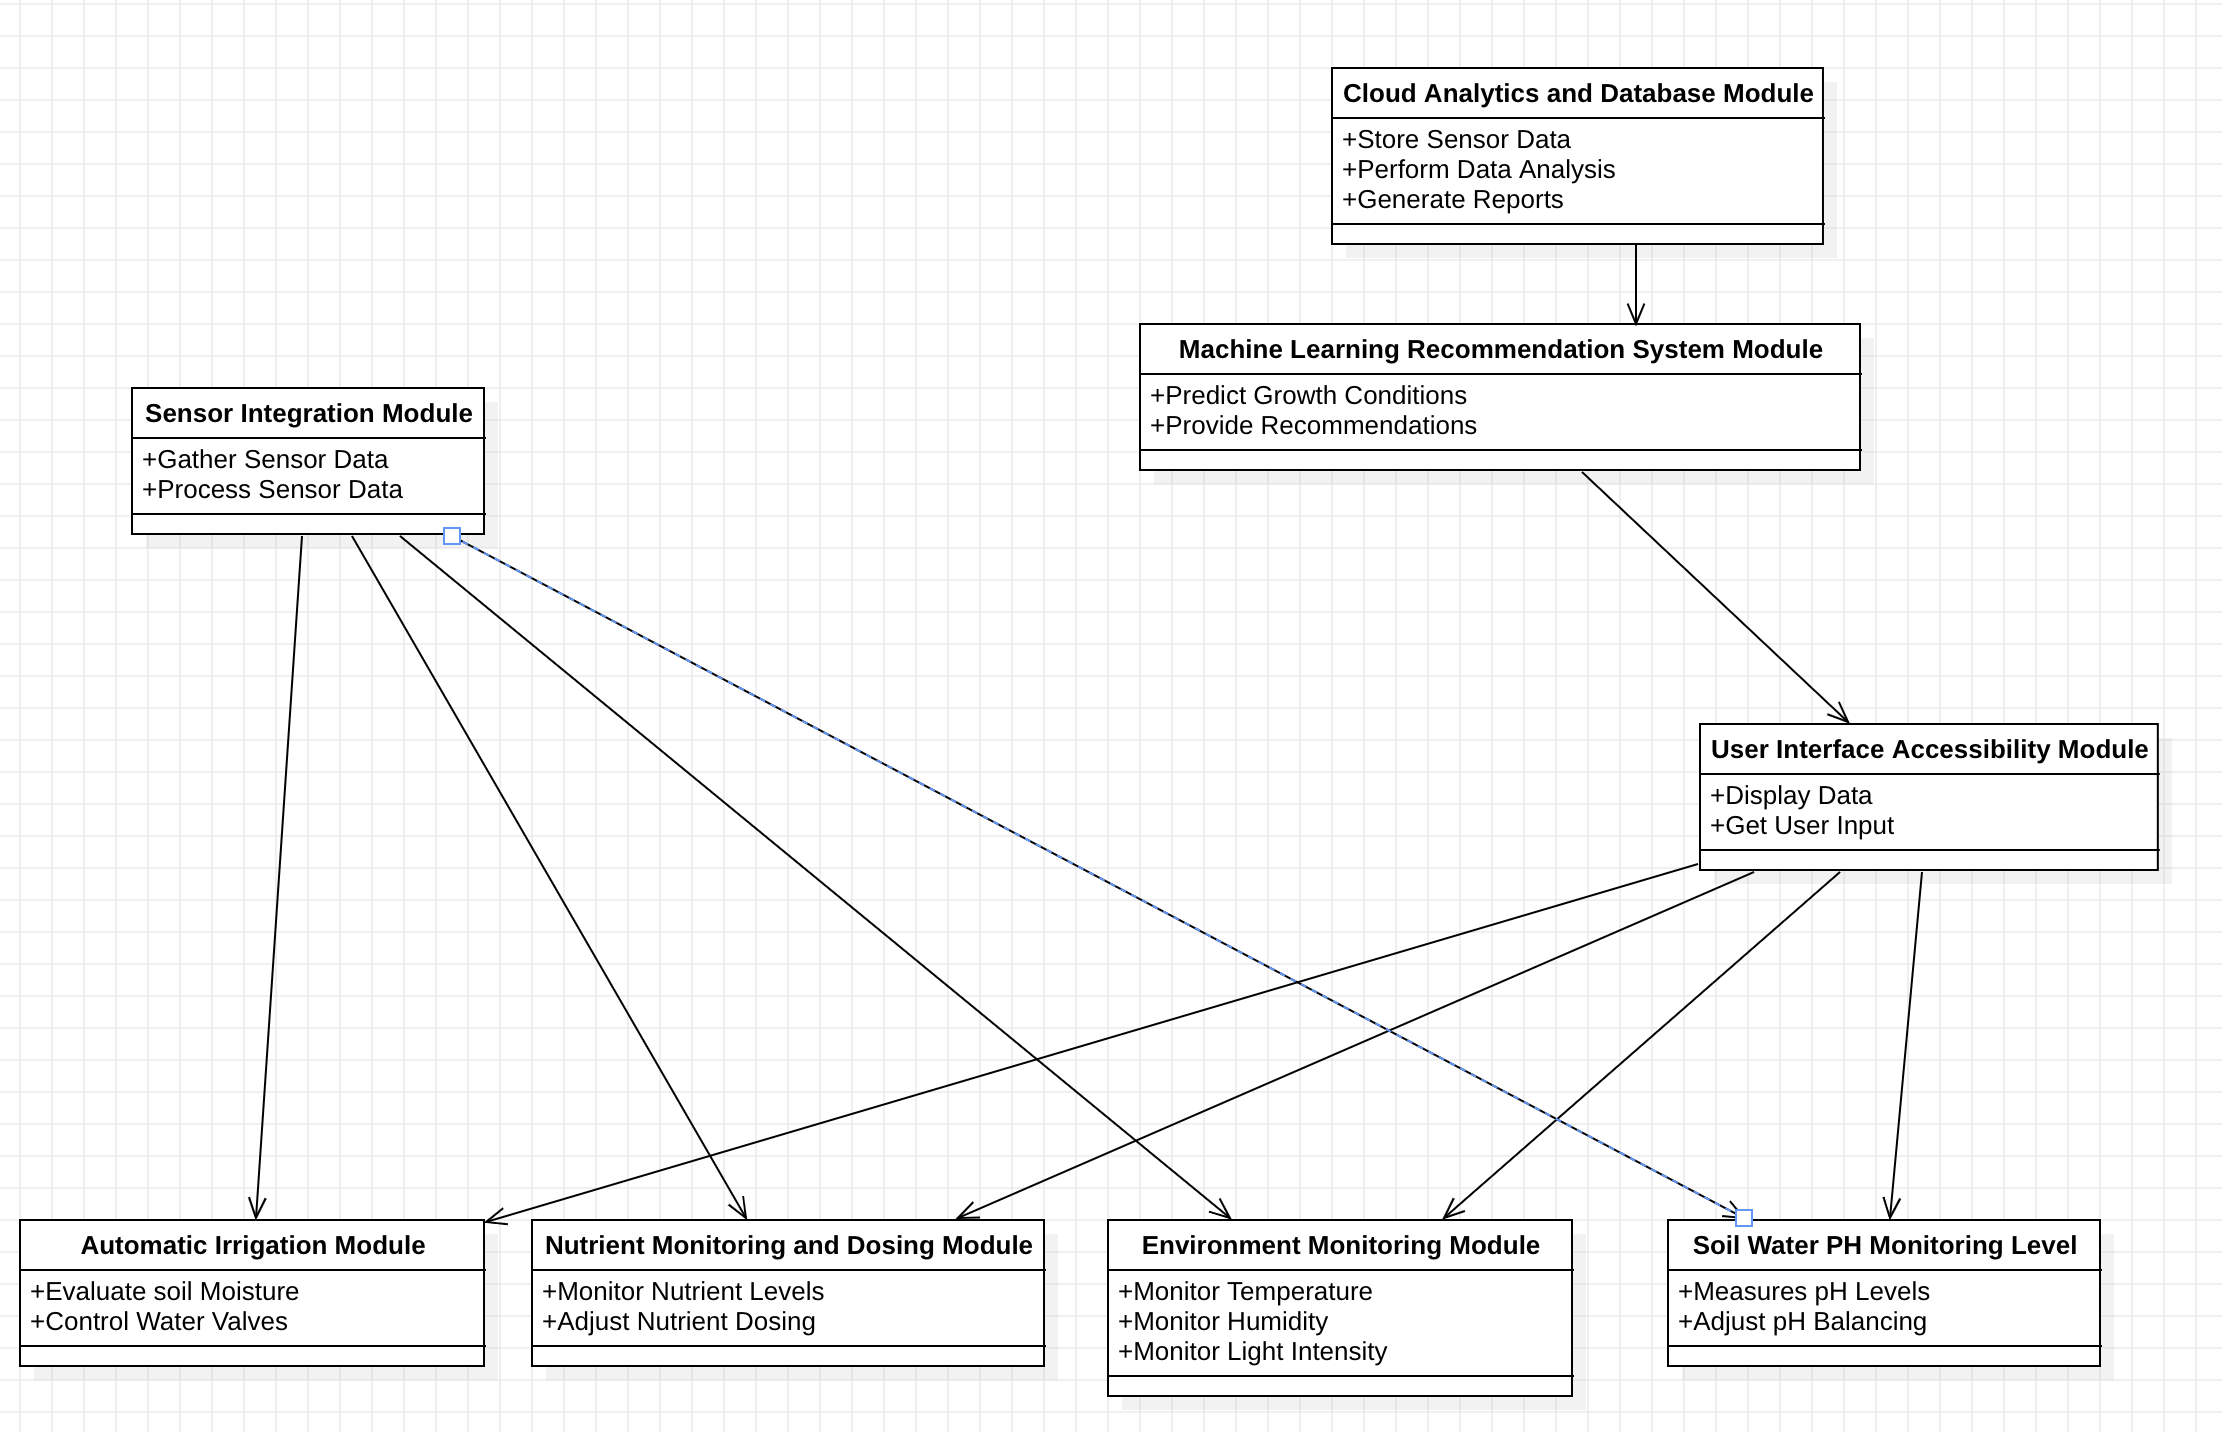 Cloud Analytics and Database Module
+Store Sensor Data
+Perform Data Analysis
+Generate Reports
Machine Learning Recommendation System Module
+Predict Growth Conditions
+Provide Recommendations
Sensor Integration Module
+Gather Sensor Data
+Process Sensor Data
User Interface Accessibility Module
+Display Data
+Get User Input
Automatic Irrigation Module
+Evaluate soil Moisture
+Control Water Valves
Nutrient Monitoring and Dosing Module
+Monitor Nutrient Levels
+Adjust Nutrient Dosing
Environment Monitoring Module
+Monitor Temperature
+Monitor Humidity
+Monitor Light Intensity
Soil Water PH Monitoring Level
+Measures pH Levels
+Adjust pH Balancing